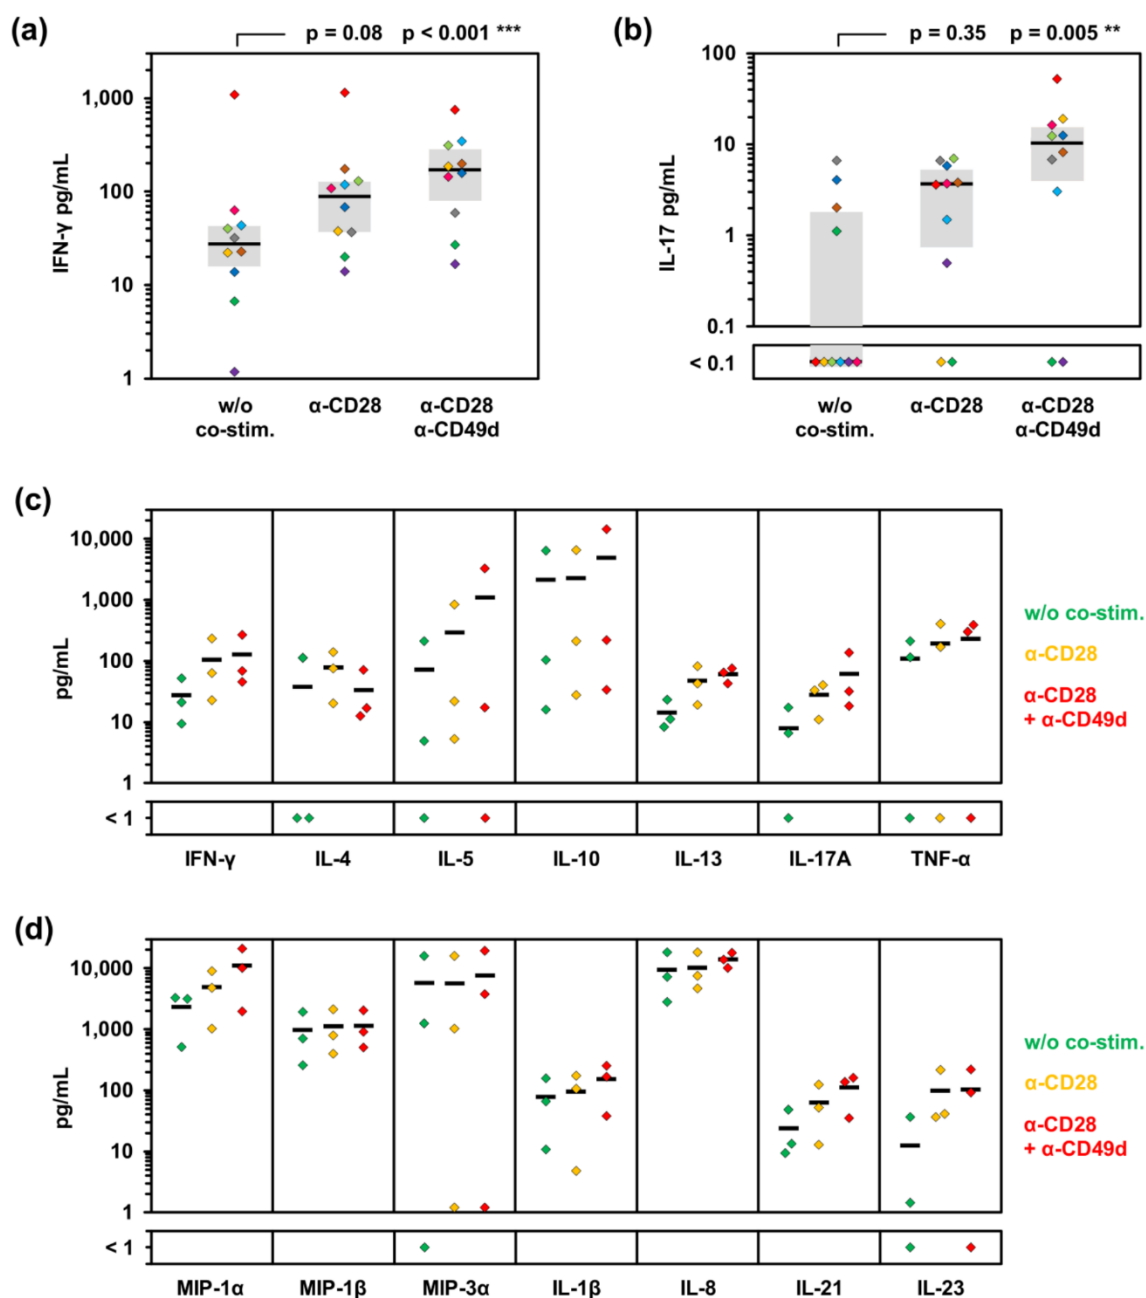 (a)
p = 0.08 p < 0.001 ***
IFN-γ pg/mL
1,000
100
10
1
w/o co-stim.
α-CD28
α-CD28 α-CD49d
(b)
p = 0.35 p = 0.005 **
IL-17 pg/mL
100
10
1
0.1
< 0.1
w/o co-stim.
α-CD28
α-CD28 α-CD49d
(c)
pg/mL
10,000
1,000
100
10
1
< 1
IFN-γ IL-4 IL-5 IL-10 IL-13 IL-17A TNF-α
w/o co-stim.
α-CD28
α-CD28
+ α-CD49d
(d)
pg/mL
10,000
1,000
100
10
1
< 1
MIP-1α MIP-1β MIP-3α IL-1β IL-8 IL-21 IL-23
w/o co-stim.
α-CD28
α-CD28
+ α-CD49d